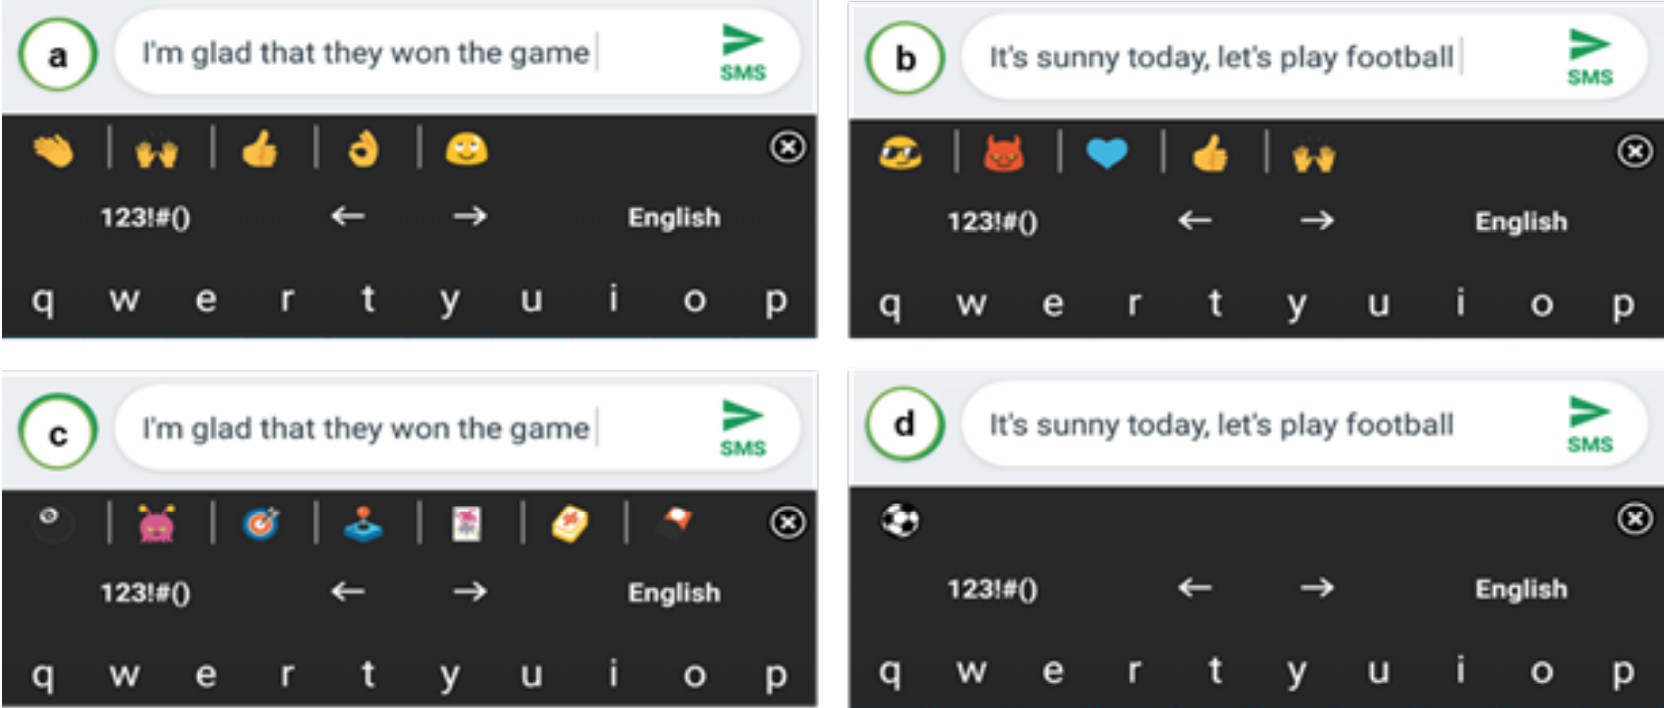 a I'm glad that they won the game SMS
123!#() ← → English
q w e r t y u i o p
b It's sunny today, let's play football SMS
123!#() ← → English
q w e r t y u i o p
c I'm glad that they won the game SMS
123!#() ← → English
q w e r t y u i o p
d It's sunny today, let's play football SMS
123!#() ← → English
q w e r t y u i o p